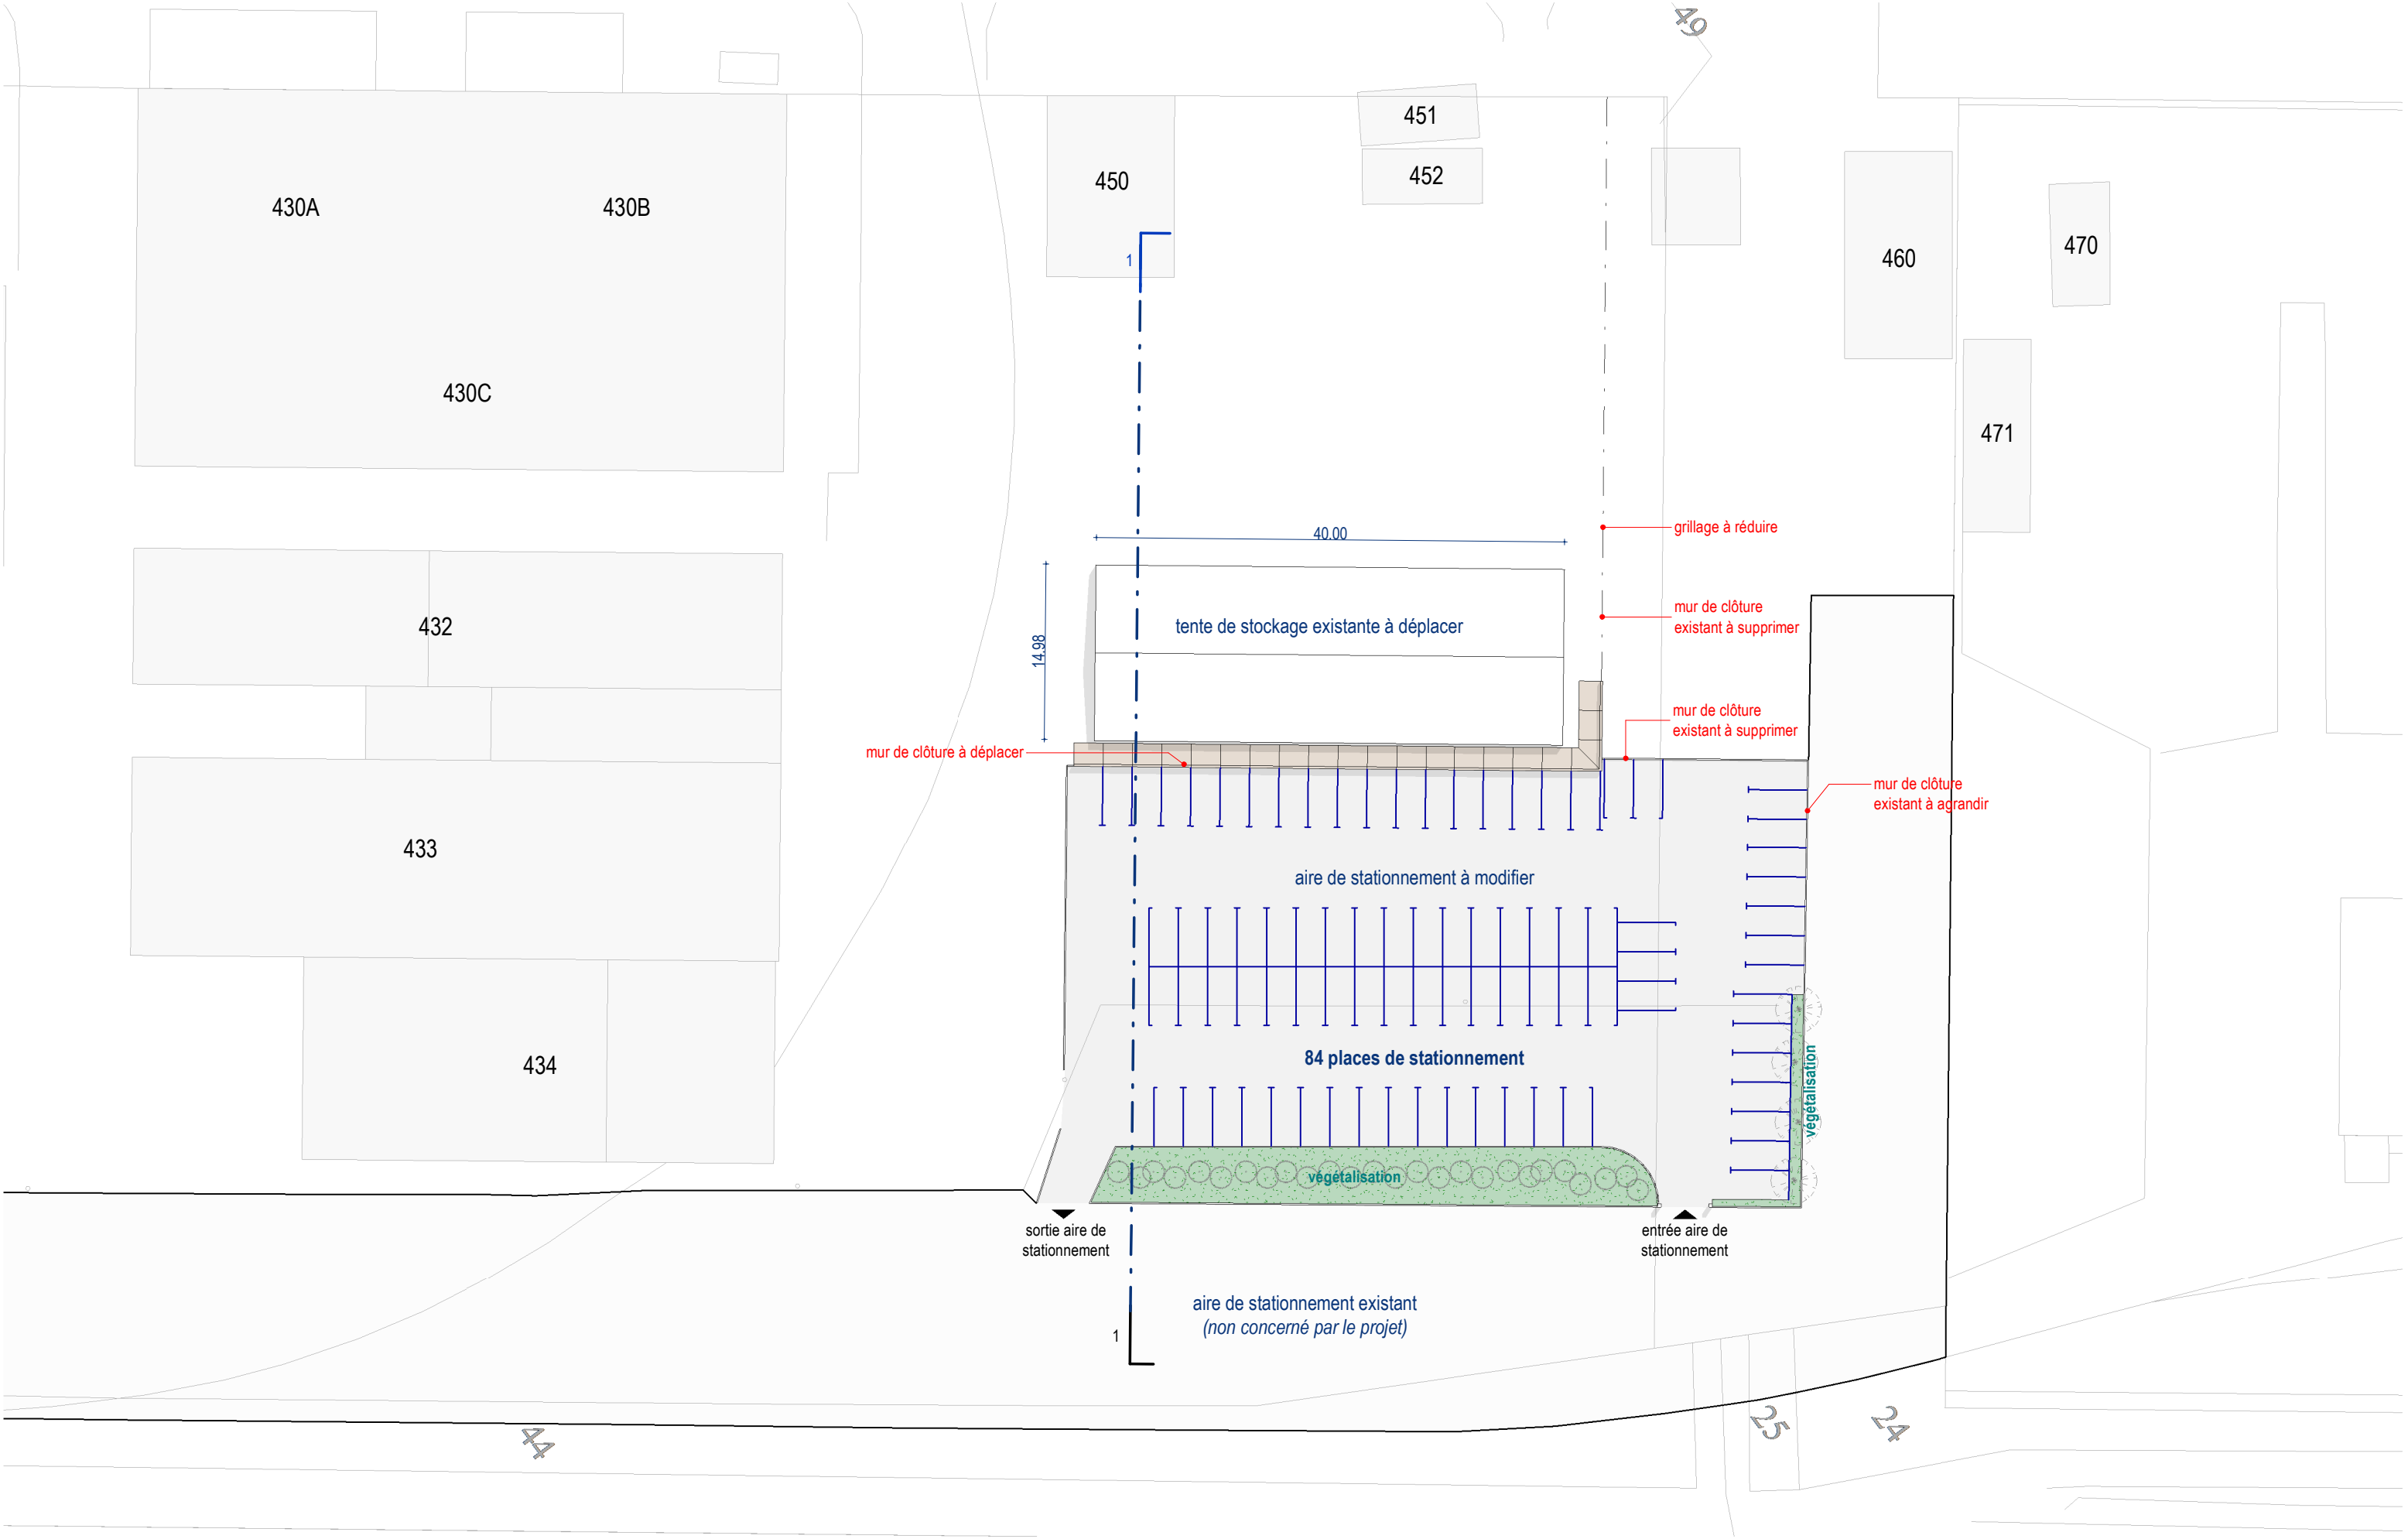 49
451
450
452
430A
430B
470
460
1
430C
471
grillage à réduire
40.00
mur de clôture
existant à supprimer
432
tente de stockage existante à déplacer
14.98
mur de clôture
existant à supprimer
mur de clôture à déplacer
mur de clôture
existant à agrandir
433
aire de stationnement à modifier
434
84 places de stationnement
végétalisation
végétalisation
sortie aire de
stationnement
entrée aire de
stationnement
aire de stationnement existant
(non concerné par le projet)
1
44
25
24